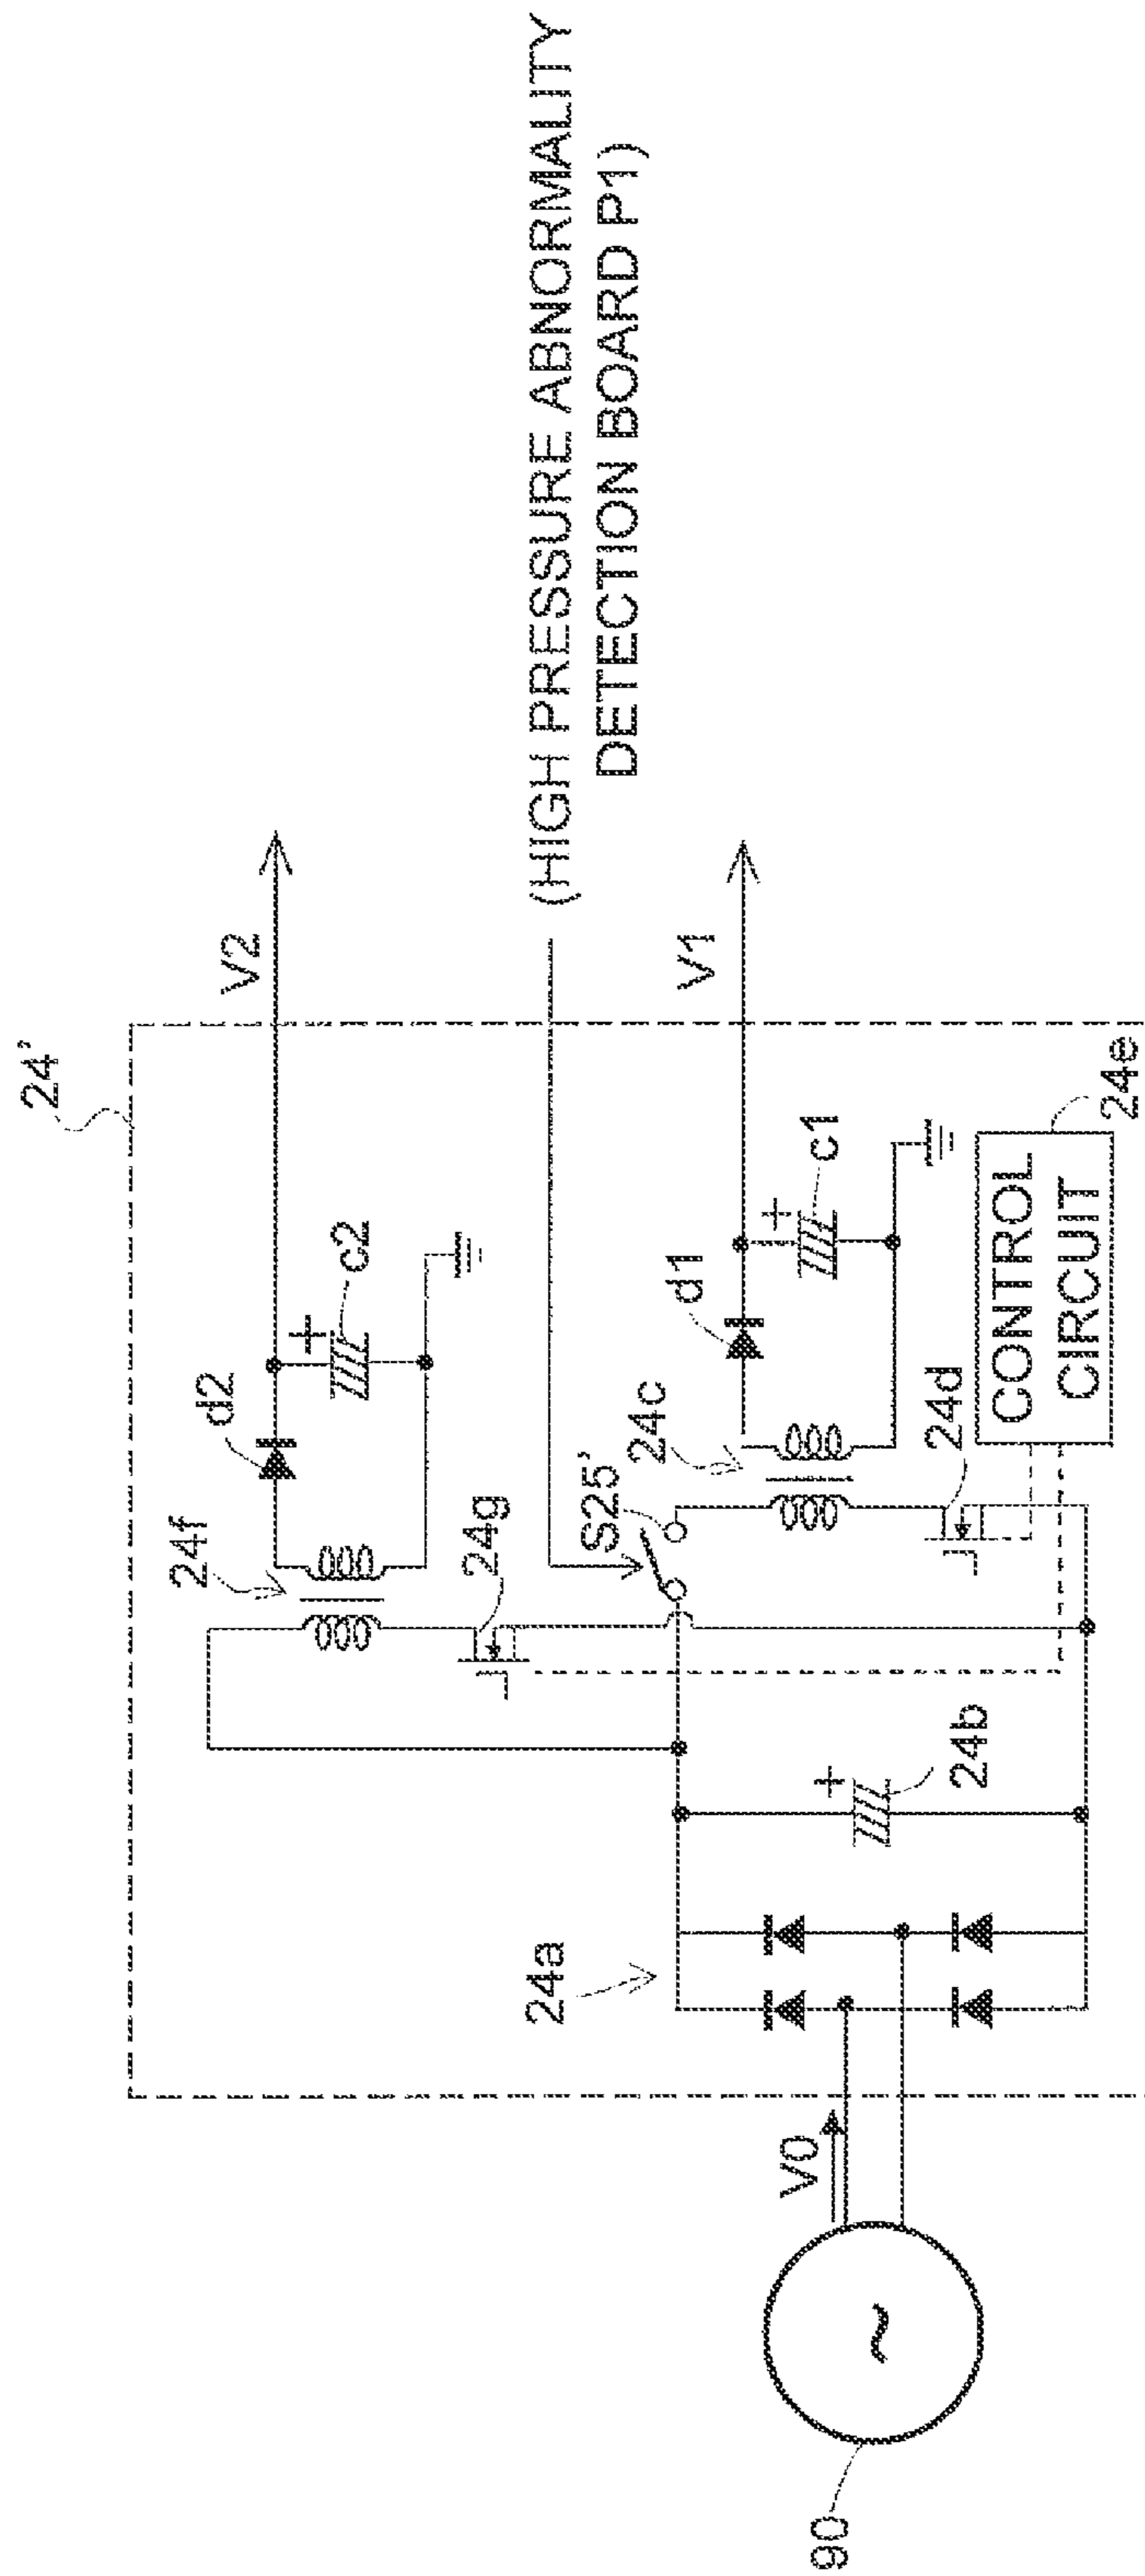 24'
V2
(HIGH PRESSURE ABNORMALITY
DETECTION BOARD P1)
d2
+
c2
24f
24g
V1
d1
+
c1
S25'
24c
24d
CONTROL
CIRCUIT
24e
24a
+
24b
V0
~
90